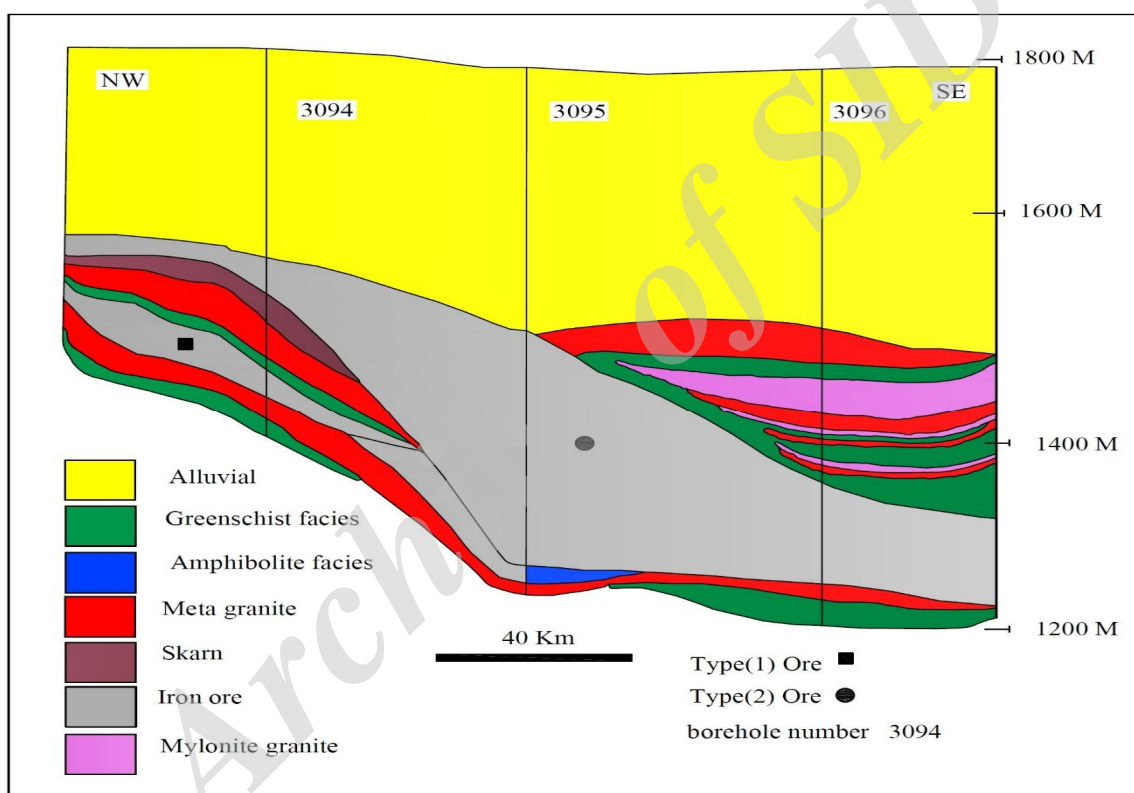 1800 M
NW
SE
3094
3095
3096
1600 M
1400 M
Alluvial
Greenschist facies
Amphibolite facies
Meta granite
Skarn
Iron ore
Mylonite granite
40 Km
1200 M
Type(1) Ore
Type(2) Ore
borehole number 3094
Archive of SID